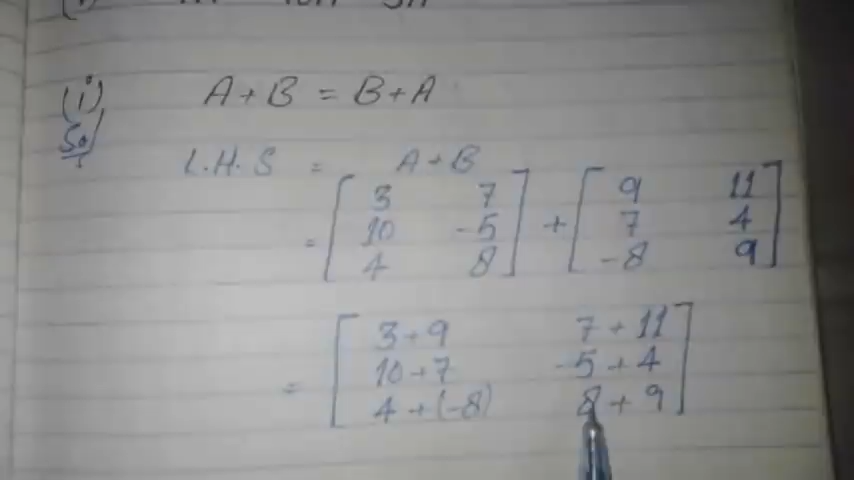 (i) A+B = B+A
Sol
L.H.S = A+B
= [ 3 7 ] + [ 9 11 ]
10 -5 7 4
4 8 -8 9
= [ 3+9 7+11 ]
10+7 -5+4
4+(-8) 8+9